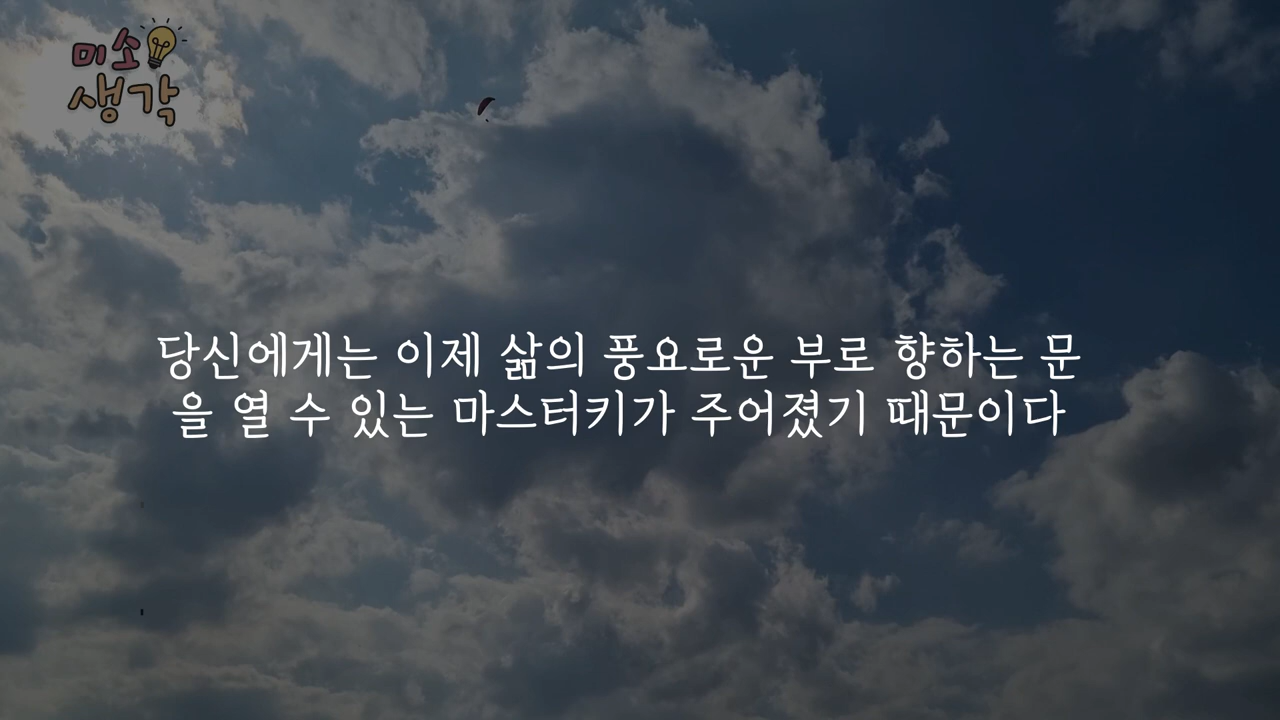 미소
생각
당신에게는 이제 삶의 풍요로운 부로 향하는 문
을 열 수 있는 마스터키가 주어졌기 때문이다